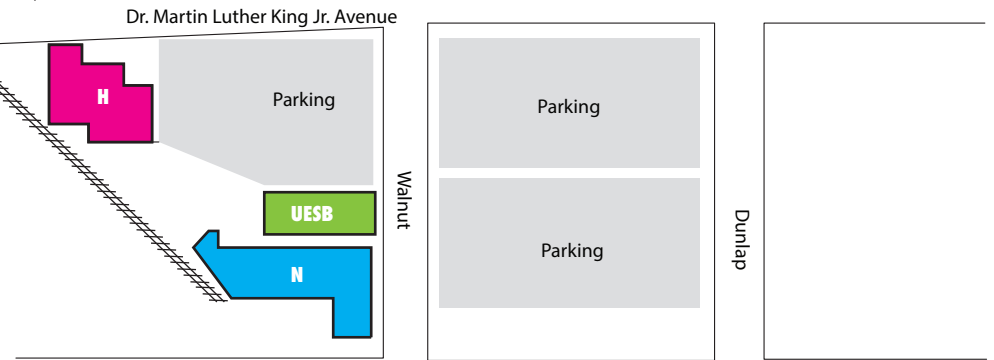 Dr. Martin Luther King Jr. Avenue
H
Parking
Parking
UESB
Walnut
Dunlap
Parking
N